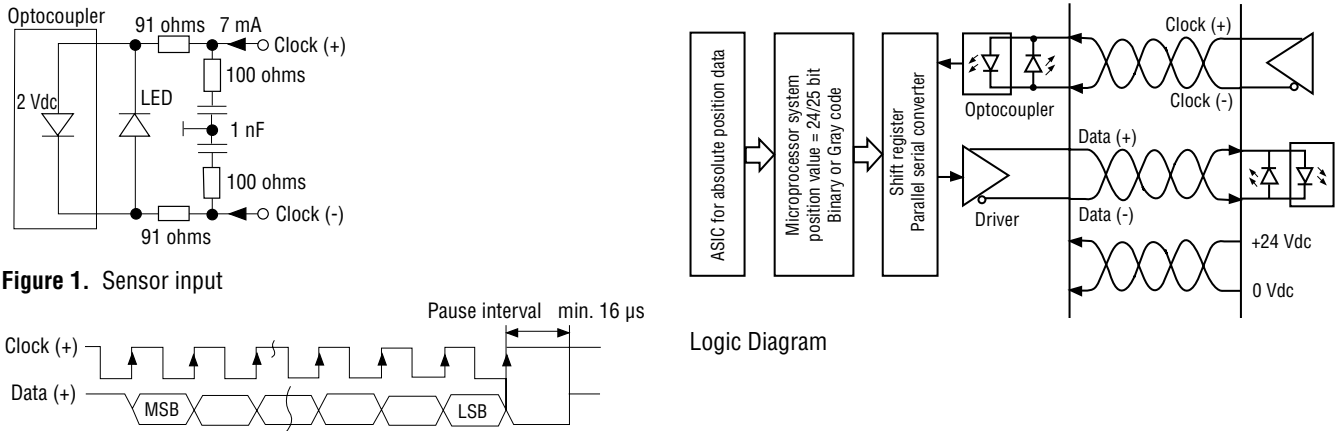 Optocoupler
91 ohms
7 mA
Clock (+)
100 ohms
2 Vdc
LED
1 nF
100 ohms
Clock (-)
91 ohms
Figure 1. Sensor input
Pause interval min. 16 µs
Clock (+)
Data (+)
MSB
LSB
ASIC for absolute position data
Microprocessor system
position value = 24/25 bit
Binary or Gray code
Shift register
Parallel serial converter
Optocoupler
Driver
Clock (+)
Clock (-)
Data (+)
Data (-)
+24 Vdc
0 Vdc
Logic Diagram